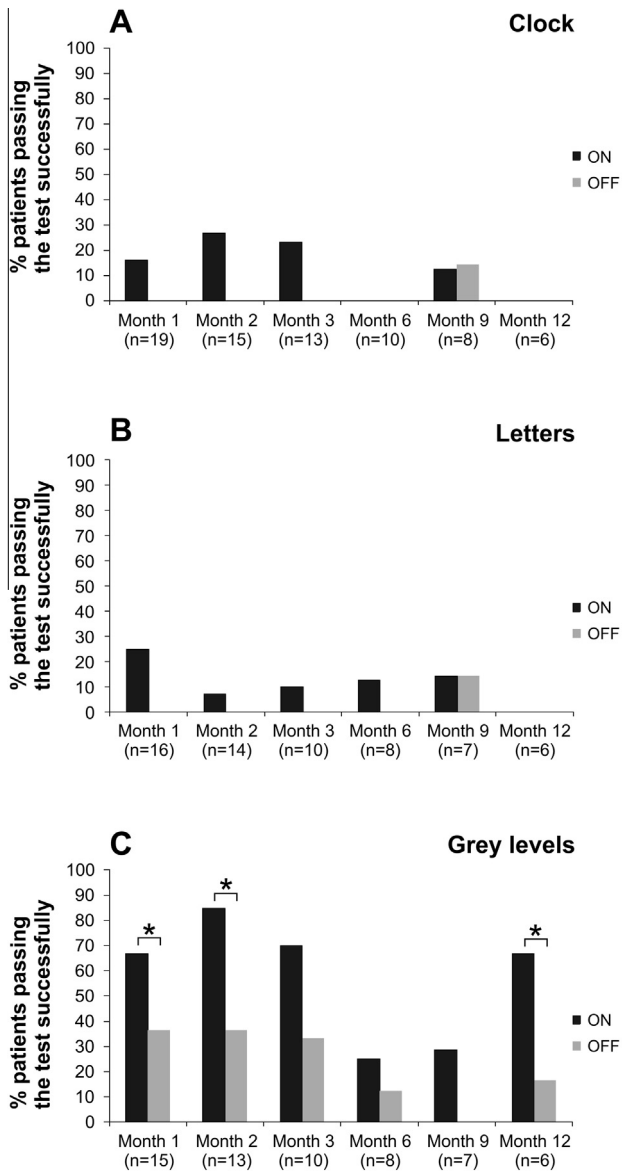 A
Clock
% patients passing
the test successfully
100
90
80
70
60
50
40
30
20
10
0
ON
OFF
Month 1 Month 2 Month 3 Month 6 Month 9 Month 12
(n=19) (n=15) (n=13) (n=10) (n=8) (n=6)
B
Letters
% patients passing
the test successfully
100
90
80
70
60
50
40
30
20
10
0
ON
OFF
Month 1 Month 2 Month 3 Month 6 Month 9 Month 12
(n=16) (n=14) (n=10) (n=8) (n=7) (n=6)
C
Grey levels
% patients passing
the test successfully
100
90
80
70
60
50
40
30
20
10
0
* * *
ON
OFF
Month 1 Month 2 Month 3 Month 6 Month 9 Month 12
(n=15) (n=13) (n=10) (n=8) (n=7) (n=6)